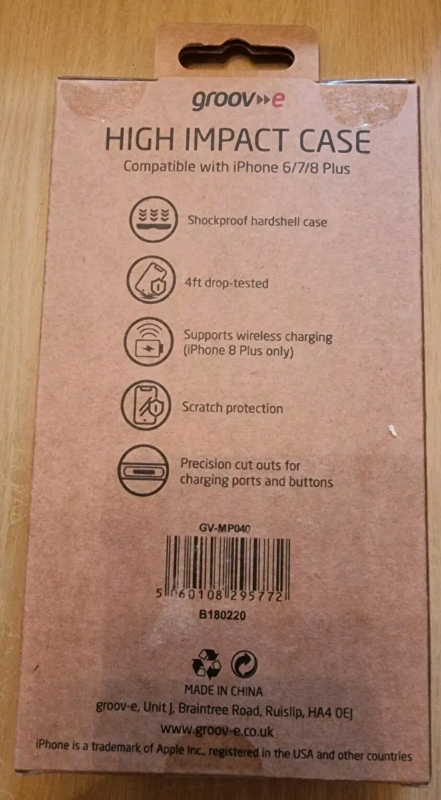 groov e
HIGH IMPACT CASE
Compatible with iPhone 6/7/8 Plus
Shockproof hardshell case
4ft drop-tested
Supports wireless charging
(iPhone 8 Plus only)
Scratch protection
Precision cut outs for
charging ports and buttons
GV-MP040
5 060108 295772
B180220
MADE IN CHINA
groov-e, Unit J, Braintree Road, Ruislip, HA4 0EJ
www.groov-e.co.uk
iPhone is a trademark of Apple Inc., registered in the USA and other countries